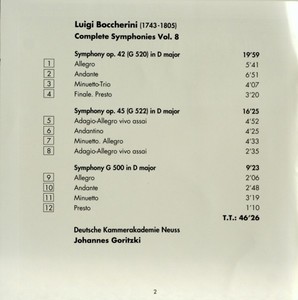 Luigi Boccherini (1743-1805)
Complete Symphonies Vol. 8
Symphony op. 42 (G 520) in D major 19'59
1 Allegro 5'41
2 Andante 6'51
3 Minuetto-Trio 4'07
4 Finale. Presto 3'20
Symphony op. 45 (G 522) in D major 16'25
5 Adagio-Allegro vivo assai 4'52
6 Andantino 4'25
7 Minuetto. Allegro 4'33
8 Adagio-Allegro vivo assai 2'35
Symphony G 500 in D major 9'23
9 Allegro 2'06
10 Andante 2'48
11 Minuetto 3'19
12 Presto 1'10
T.T.: 46'26
Deutsche Kammerakademie Neuss
Johannes Goritzki
2